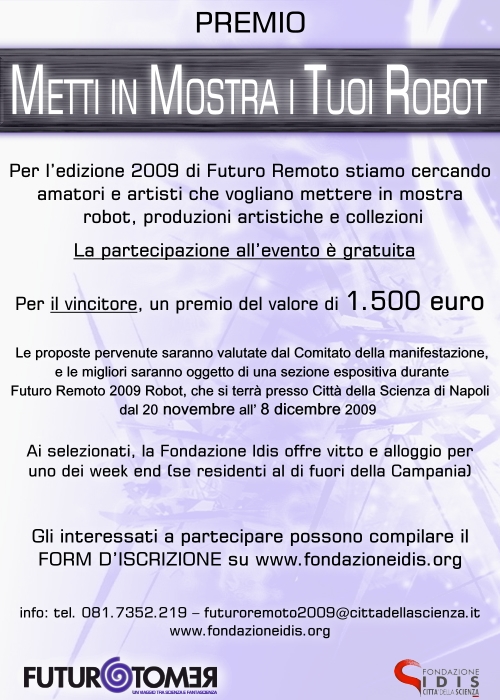 PREMIO
METTI IN MOSTRA I TUOI ROBOT
Per l'edizione 2009 di Futuro Remoto stiamo cercando
amatori e artisti che vogliano mettere in mostra
robot, produzioni artistiche e collezioni
La partecipazione all'evento è gratuita
Per il vincitore, un premio del valore di 1.500 euro
Le proposte pervenute saranno valutate dal Comitato della manifestazione,
e le migliori saranno oggetto di una sezione espositiva durante
Futuro Remoto 2009 Robot, che si terrà presso Città della Scienza di Napoli
dal 20 novembre all' 8 dicembre 2009
Ai selezionati, la Fondazione Idis offre vitto e alloggio per
uno dei week end (se residenti al di fuori della Campania)
Gli interessati a partecipare possono compilare il
FORM D'ISCRIZIONE su www.fondazioneidis.org
info: tel. 081.7352.219 – futuroremoto2009@cittadellascienza.it
www.fondazioneidis.org
FUTUROREMOTO
UN VIAGGIO TRA SCIENZA E FANTASCIENZA
FONDAZIONE
IDIS
CITTÀ DELLA SCIENZA